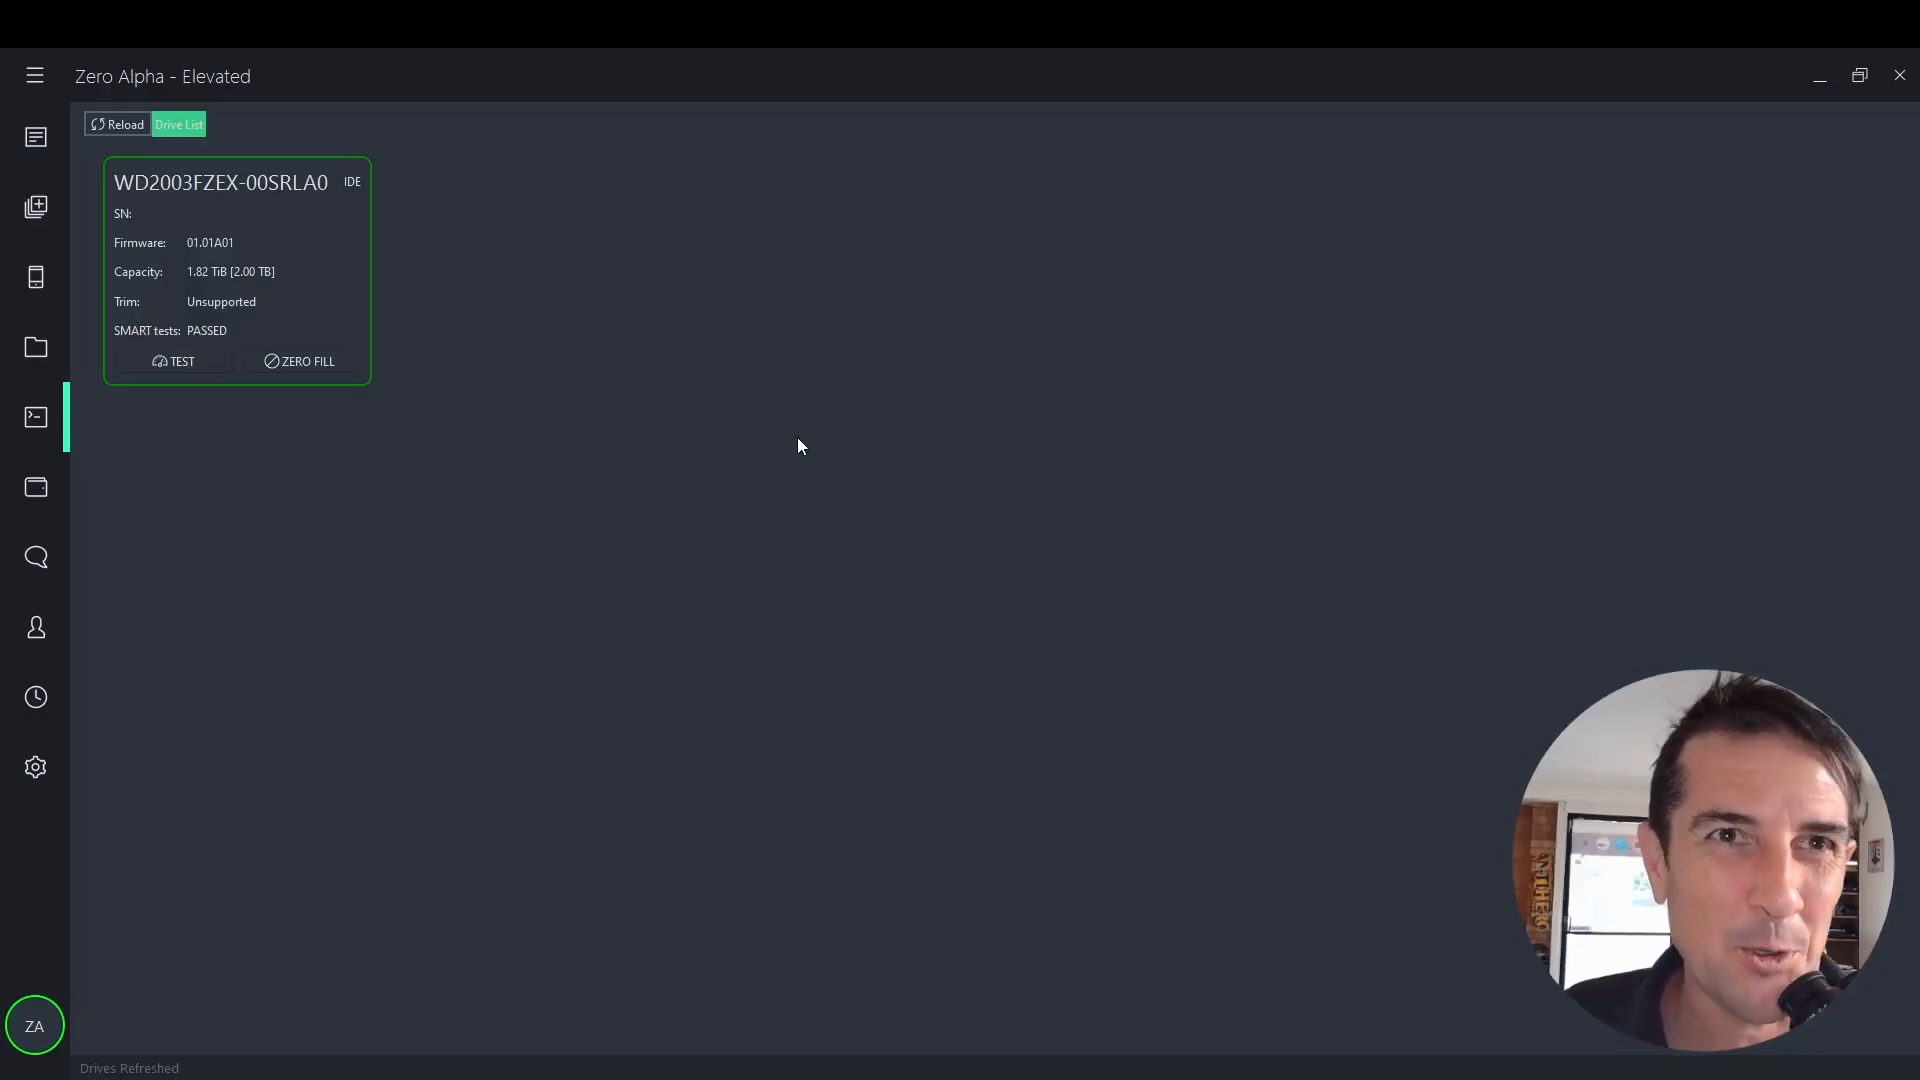 Zero Alpha - Elevated
Reload Drive List
WD2003FZEX-00SRLA0 IDE
SN:
Firmware: 01.01A01
Capacity: 1.82 TiB [2.00 TB]
Trim: Unsupported
SMART tests: PASSED
TEST ZERO FILL
ANTIHERO
ZA
Drives Refreshed